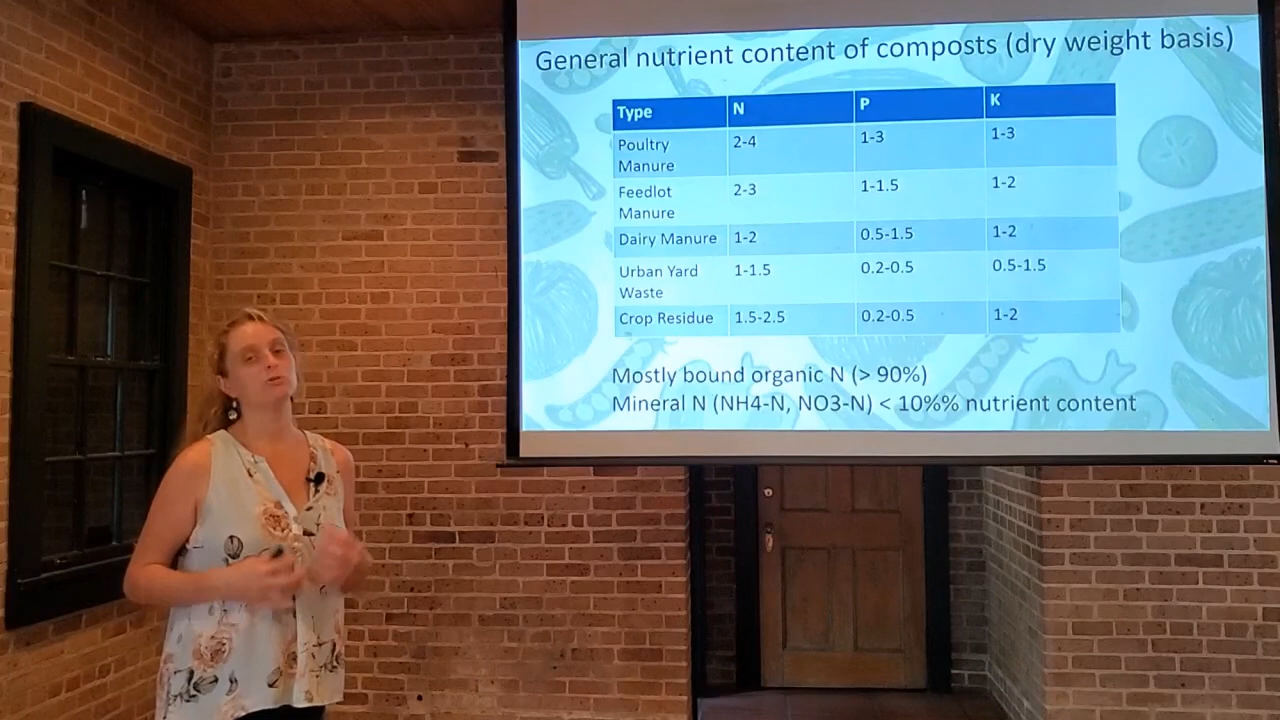 General nutrient content of composts (dry weight basis)
Type N P K
Poultry Manure 2-4 1-3 1-3
Feedlot Manure 2-3 1-1.5 1-2
Dairy Manure 1-2 0.5-1.5 1-2
Urban Yard Waste 1-1.5 0.2-0.5 0.5-1.5
Crop Residue 1.5-2.5 0.2-0.5 1-2
Mostly bound organic N (> 90%)
Mineral N (NH4-N, NO3-N) < 10%% nutrient content